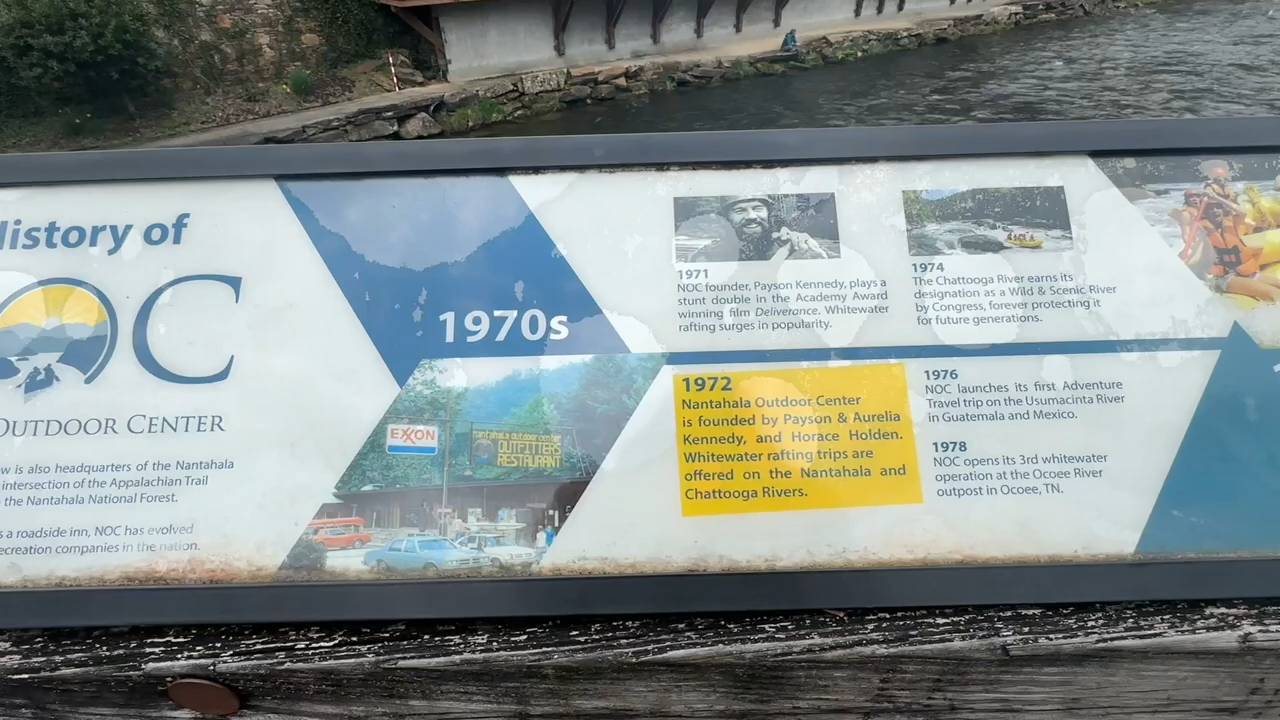 History of
OC
OUTDOOR CENTER
is also headquarters of the Nantahala
intersection of the Appalachian Trail
the Nantahala National Forest.
a roadside inn, NOC has evolved
recreation companies in the nation.
1970s
EXXON
nantahala outdoor center
OUTFITTERS
RESTAURANT
1971
NOC founder, Payson Kennedy, plays a
stunt double in the Academy Award
winning film Deliverance. Whitewater
rafting surges in popularity.
1974
The Chattooga River earns its
designation as a Wild & Scenic River
by Congress, forever protecting it
for future generations.
1972
Nantahala Outdoor Center
is founded by Payson & Aurelia
Kennedy, and Horace Holden.
Whitewater rafting trips are
offered on the Nantahala and
Chattooga Rivers.
1976
NOC launches its first Adventure
Travel trip on the Usumacinta River
in Guatemala and Mexico.
1978
NOC opens its 3rd whitewater
operation at the Ocoee River
outpost in Ocoee, TN.